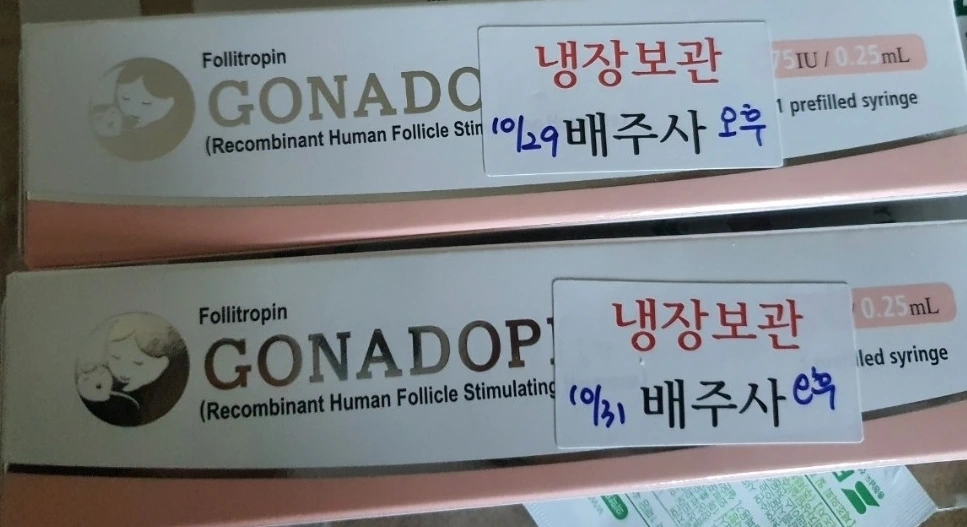 Follitropin
GONADO
(Recombinant Human Follicle Stim
75IU / 0.25mL
1 prefilled syringe
냉장보관
10/29 배주사 오후
Follitropin
GONADOP
(Recombinant Human Follicle Stimulating
/ 0.25mL
led syringe
냉장보관
10/31 배주사 오후